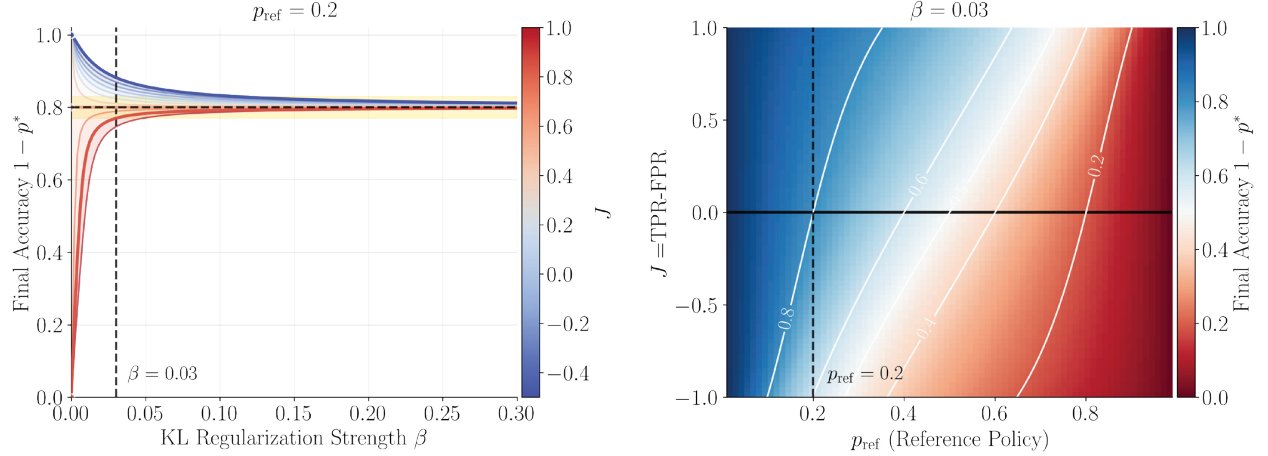 p_ref = 0.2
Final Accuracy 1 − p*
1.0
0.8
0.6
0.4
0.2
0.0
β = 0.03
0.00 0.05 0.10 0.15 0.20 0.25 0.30
KL Regularization Strength β
1.0
0.8
0.6
0.4
0.2
0.0
−0.2
−0.4
J
β = 0.03
J =TPR-FPR
1.0
0.5
0.0
−0.5
−1.0
0.8
0.6
0.4
0.2
p_ref = 0.2
0.2 0.4 0.6 0.8
p_ref (Reference Policy)
1.0
0.8
0.6
0.4
0.2
0.0
Final Accuracy 1 − p*